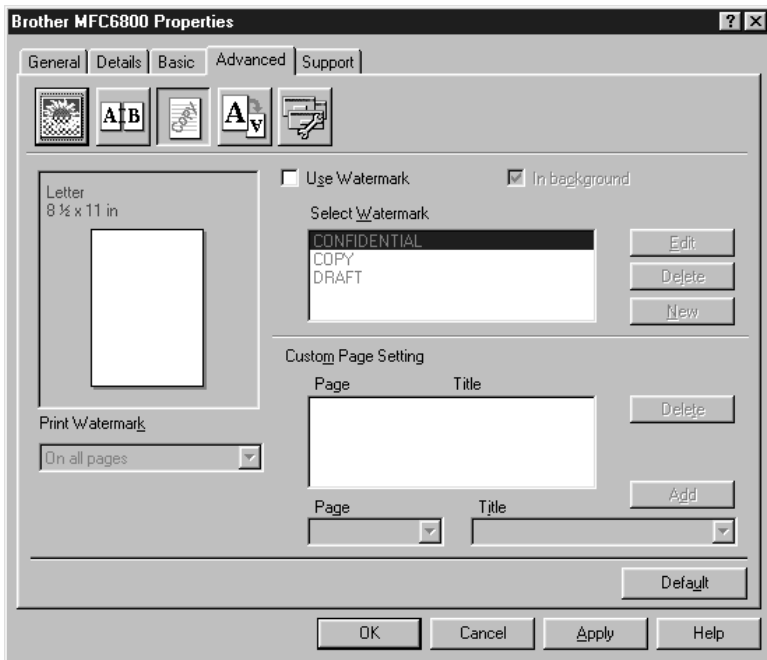 Brother MFC6800 Properties
General Details Basic Advanced Support
A B COPY A A
Letter
8 ½ x 11 in
Use Watermark In background
Select Watermark
CONFIDENTIAL
COPY
DRAFT
Edit
Delete
New
Print Watermark
On all pages
Custom Page Setting
Page Title
Delete
Add
Page Title
Default
OK Cancel Apply Help